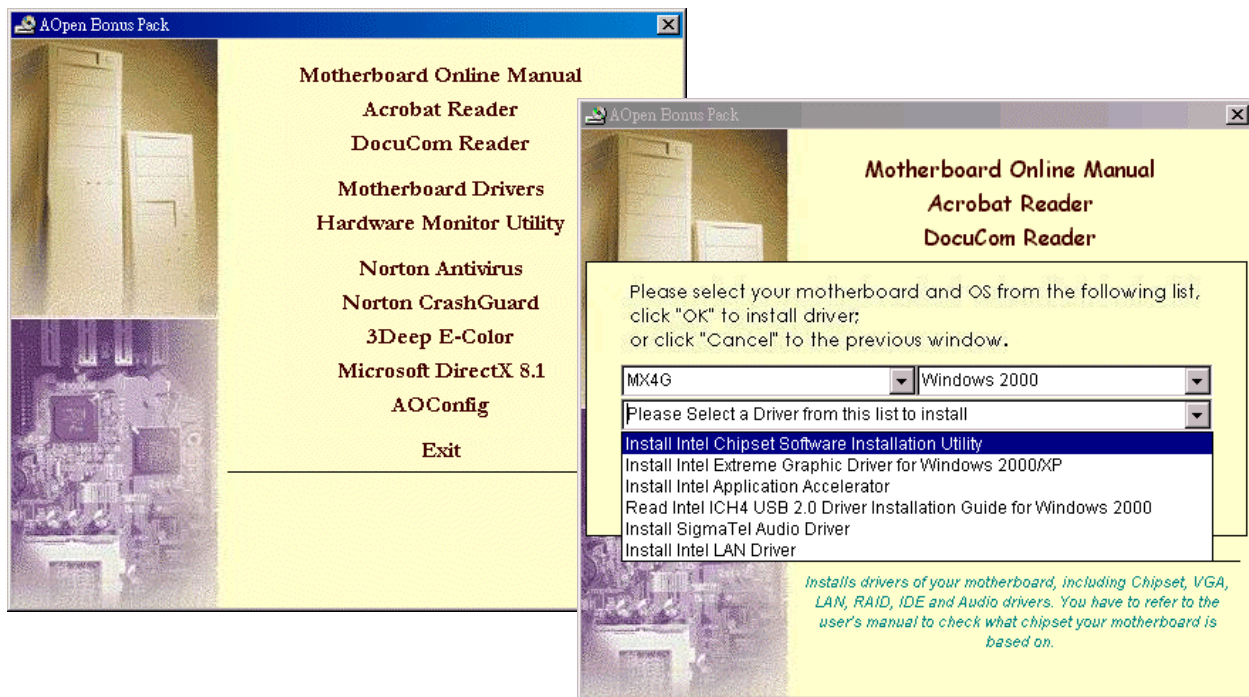 AOpen Bonus Pack
Motherboard Online Manual
Acrobat Reader
DocuCom Reader
Motherboard Drivers
Hardware Monitor Utility
Norton Antivirus
Norton CrashGuard
3Deep E-Color
Microsoft DirectX 8.1
AOConfig
Exit
AOpen Bonus Pack
Motherboard Online Manual
Acrobat Reader
DocuCom Reader
Please select your motherboard and OS from the following list,
click "OK" to install driver;
or click "Cancel" to the previous window.
MX4G
Windows 2000
Please Select a Driver from this list to install
Install Intel Chipset Software Installation Utility
Install Intel Extreme Graphic Driver for Windows 2000/XP
Install Intel Application Accelerator
Read Intel ICH4 USB 2.0 Driver Installation Guide for Windows 2000
Install SigmaTel Audio Driver
Install Intel LAN Driver
Installs drivers of your motherboard, including Chipset, VGA,
LAN, RAID, IDE and Audio drivers. You have to refer to the
user's manual to check what chipset your motherboard is
based on.